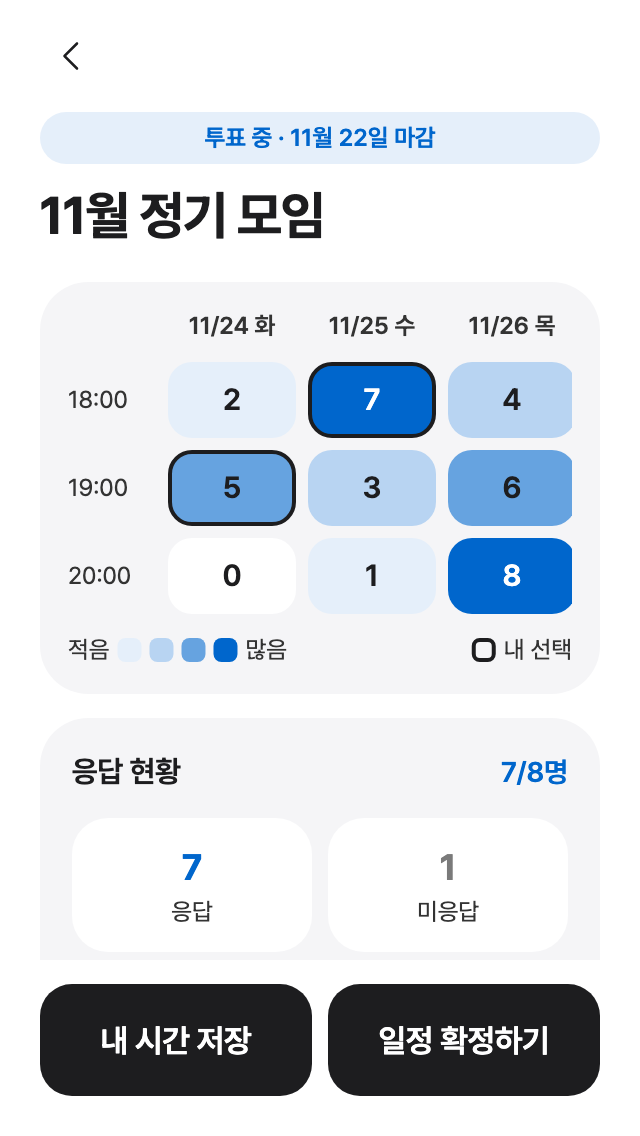 투표 중 · 11월 22일 마감
11월 정기 모임
11/24 화 11/25 수 11/26 목
18:00 2 7 4
19:00 5 3 6
20:00 0 1 8
적음 많음 내 선택
응답 현황 7/8명
7 1
응답 미응답
내 시간 저장 일정 확정하기